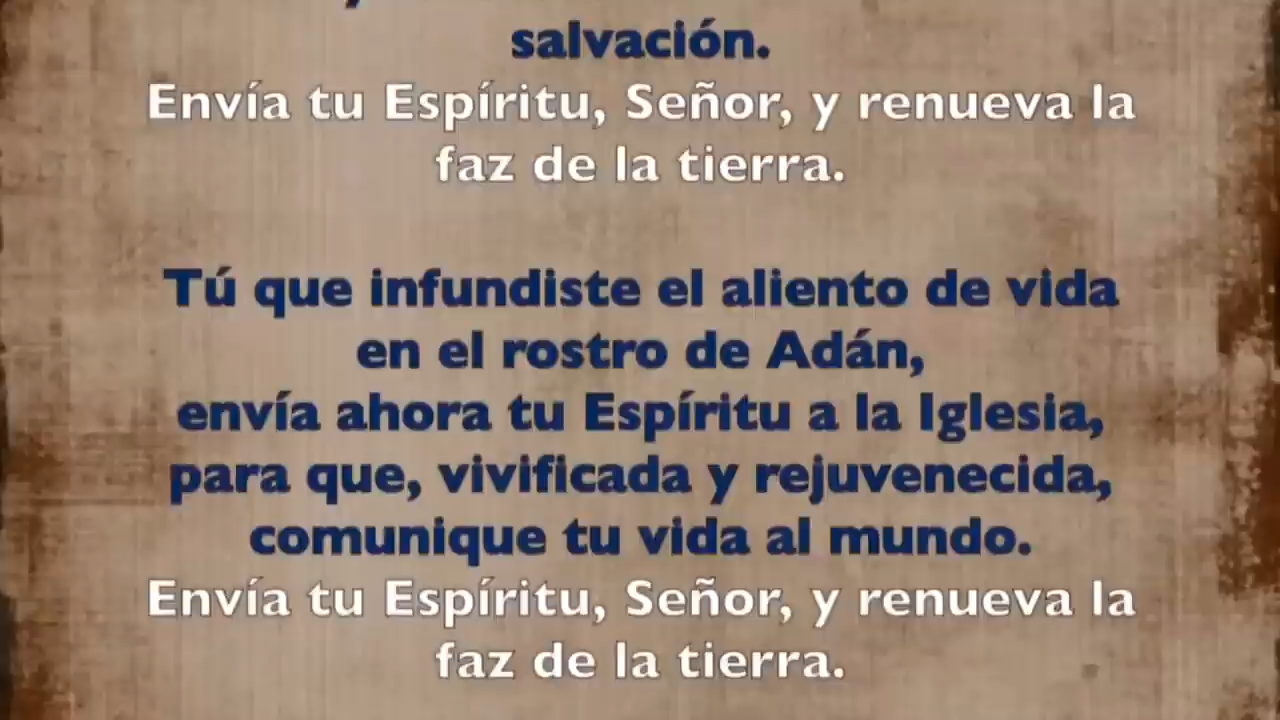 salvación.
Envía tu Espíritu, Señor, y renueva la
faz de la tierra.
Tú que infundiste el aliento de vida
en el rostro de Adán,
envía ahora tu Espíritu a la Iglesia,
para que, vivificada y rejuvenecida,
comunique tu vida al mundo.
Envía tu Espíritu, Señor, y renueva la
faz de la tierra.